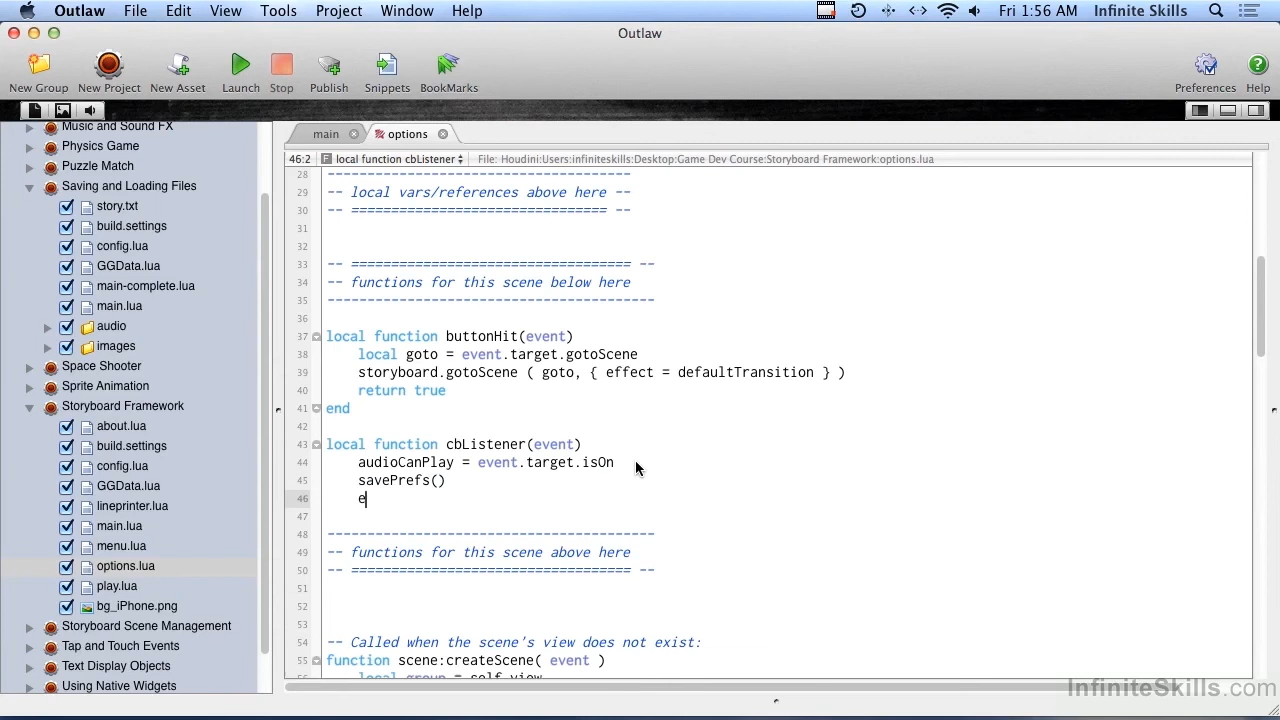 Outlaw File Edit View Tools Project Window Help Fri 1:56 AM Infinite Skills
Outlaw
New Group New Project New Asset Launch Stop Publish Snippets BookMarks Preferences Help
main options
46:2 F local function cbListener File: Houdini:Users:infiniteskills:Desktop:Game Dev Course:Storyboard Framework:options.lua
Music and Sound FX
Physics Game
Puzzle Match
Saving and Loading Files
story.txt
build.settings
config.lua
GGData.lua
main-complete.lua
main.lua
audio
images
Space Shooter
Sprite Animation
Storyboard Framework
about.lua
build.settings
config.lua
GGData.lua
lineprinter.lua
main.lua
menu.lua
options.lua
play.lua
bg_iPhone.png
Storyboard Scene Management
Tap and Touch Events
Text Display Objects
Using Native Widgets
28 ---------------------------------------
29 -- local vars/references above here --
30 -- ================================ --
31
32
33 -- =================================== --
34 -- functions for this scene below here
35 -----------------------------------------
36
37 local function buttonHit(event)
38 local goto = event.target.gotoScene
39 storyboard.gotoScene ( goto, { effect = defaultTransition } )
40 return true
41 end
42
43 local function cbListener(event)
44 audioCanPlay = event.target.isOn
45 savePrefs()
46 e
47
48 -----------------------------------------
49 -- functions for this scene above here
50 -- =================================== --
51
52
53
54 -- Called when the scene's view does not exist:
55 function scene:createScene( event )
local group = self.view
InfiniteSkills.com